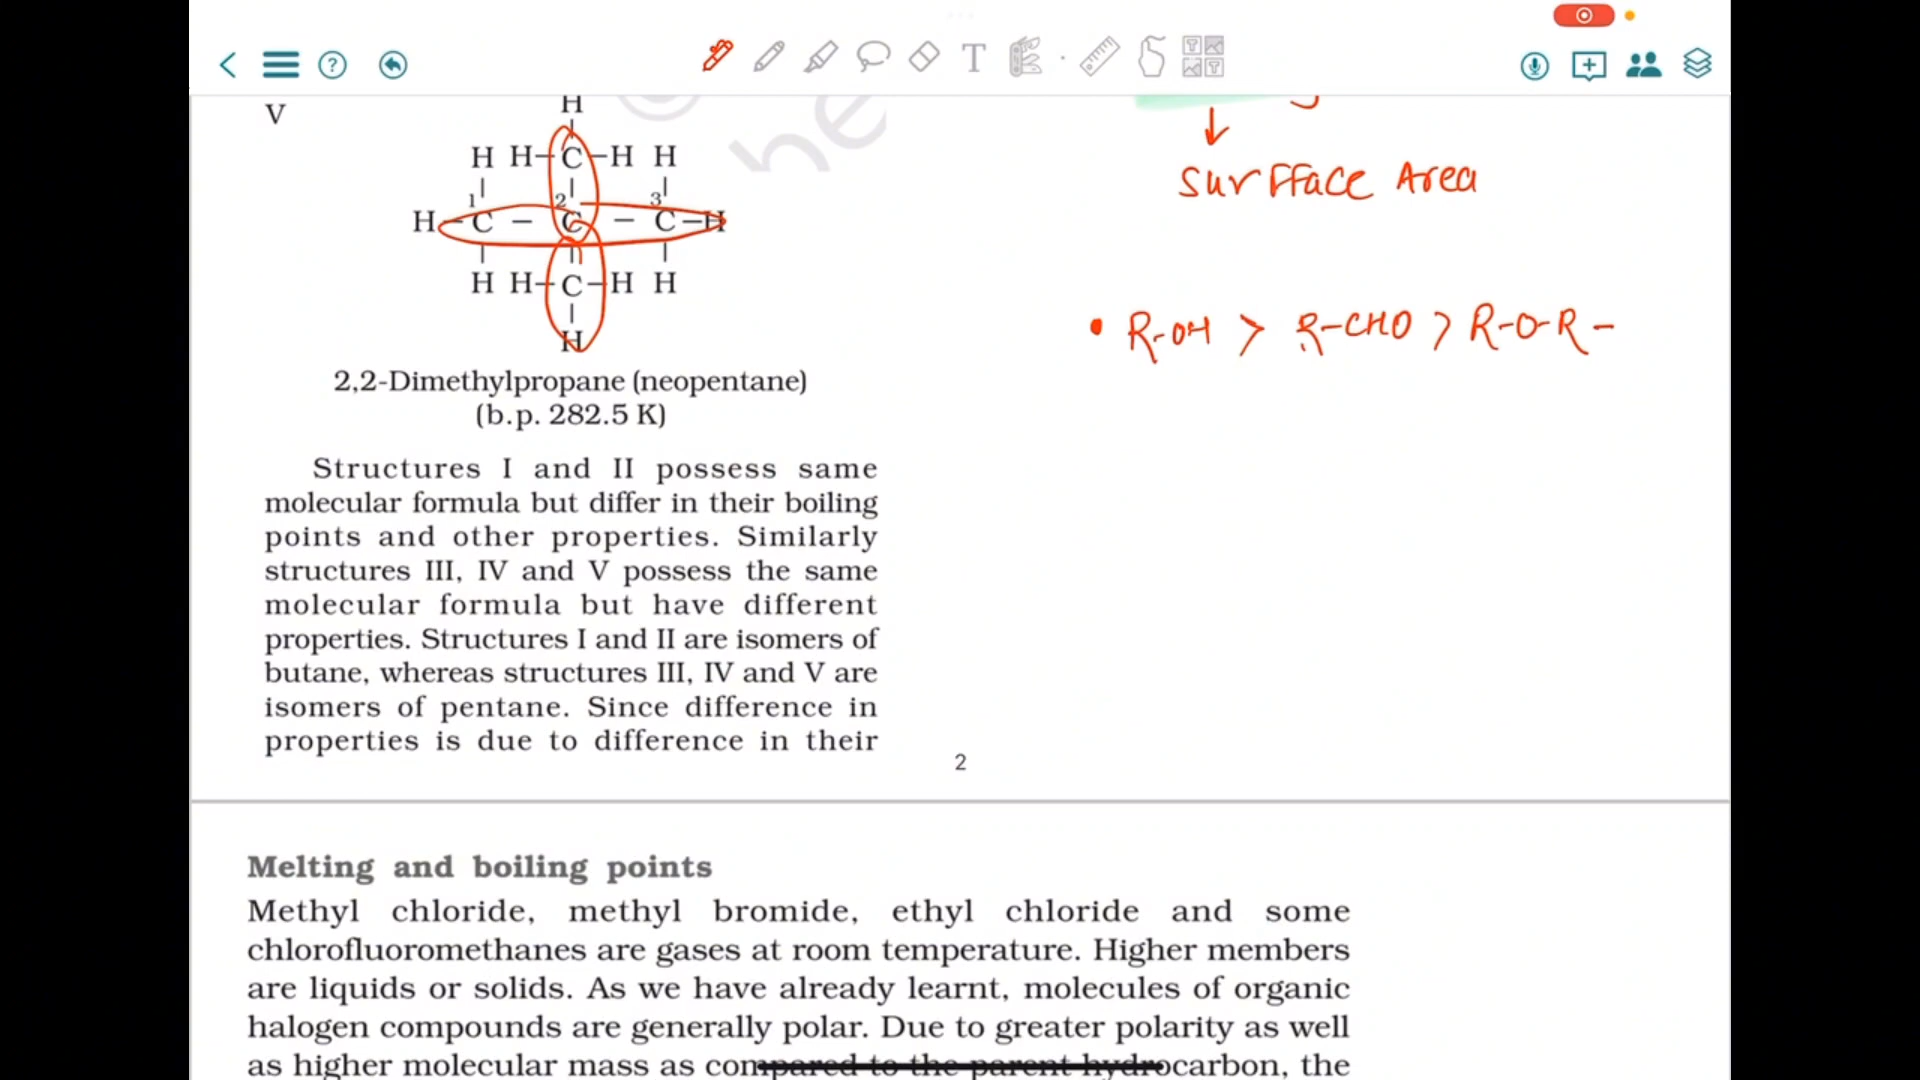 V
H
H H–C–H H
1 2 3
H–C – C – C–H
H H–C–H H
H
2,2-Dimethylpropane (neopentane)
(b.p. 282.5 K)
Structures I and II possess same
molecular formula but differ in their boiling
points and other properties. Similarly
structures III, IV and V possess the same
molecular formula but have different
properties. Structures I and II are isomers of
butane, whereas structures III, IV and V are
isomers of pentane. Since difference in
properties is due to difference in their
he
↓
surfface Area
• R-OH > R-CHO > R-O-R -
2
Melting and boiling points
Methyl chloride, methyl bromide, ethyl chloride and some
chlorofluoromethanes are gases at room temperature. Higher members
are liquids or solids. As we have already learnt, molecules of organic
halogen compounds are generally polar. Due to greater polarity as well
as higher molecular mass as compared to the parent hydrocarbon, the